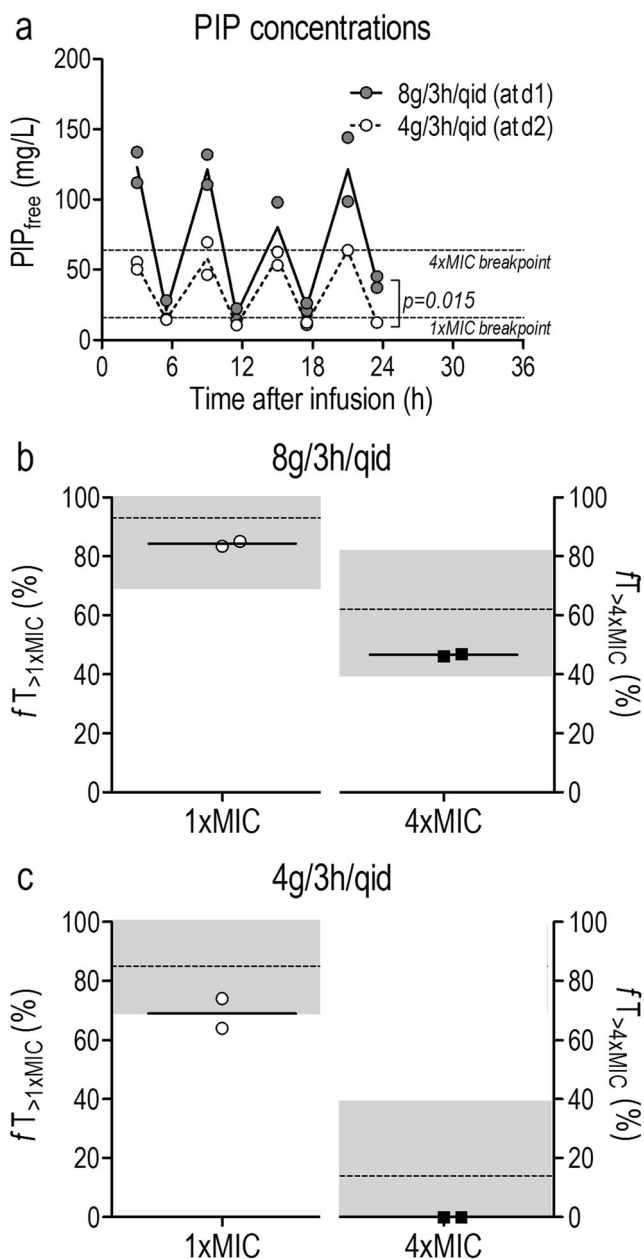 a
PIP concentrations
200
150
100
50
0
PIPfree (mg/L)
8g/3h/qid (at d1)
4g/3h/qid (at d2)
4xMIC breakpoint
p=0.015
1xMIC breakpoint
0 6 12 18 24 30 36
Time after infusion (h)
b
8g/3h/qid
100
80
60
40
20
0
fT>1xMIC (%)
100
80
60
40
20
0
fT>4xMIC (%)
1xMIC 4xMIC
c
4g/3h/qid
100
80
60
40
20
0
fT>1xMIC (%)
100
80
60
40
20
0
fT>4xMIC (%)
1xMIC 4xMIC